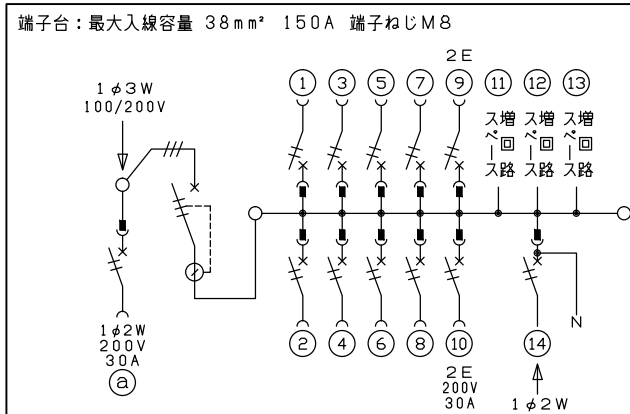 端子台：最大入線容量 38mm² 150A 端子ねじM8
1φ3W
100/200V
2E
1
3
5
7
9
11
12
13
増回路
スペース
増回路
スペース
増回路
スペース
1φ2W
200V
30A
a
2
4
6
8
10
14
N
2E
200V
30A
1φ2W